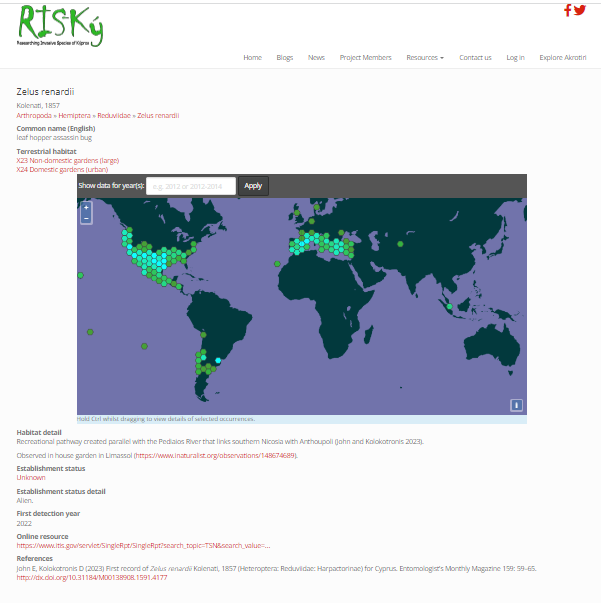 RISKy
Researching Invasive Species of Kýpros
Home Blogs News Project Members Resources Contact us Log in Explore Akrotiri
Zelus renardii
Kolenati, 1857
Arthropoda » Hemiptera » Reduviidae » Zelus renardii
Common name (English)
leaf hopper assassin bug
Terrestrial habitat
X23 Non-domestic gardens (large)
X24 Domestic gardens (urban)
Show data for year(s): e.g. 2012 or 2012-2014 Apply
+
−
i
Hold Ctrl whilst dragging to view details of selected occurrences.
Habitat detail
Recreational pathway created parallel with the Pediaios River that links southern Nicosia with Anthoupoli (John and Kolokotronis 2023).
Observed in house garden in Limassol (https://www.inaturalist.org/observations/148674689).
Establishment status
Unknown
Establishment status detail
Alien.
First detection year
2022
Online resource
https://www.itis.gov/servlet/SingleRpt/SingleRpt?search_topic=TSN&search_value=...
References
John E, Kolokotronis D (2023) First record of Zelus renardii Kolenati, 1857 (Heteroptera: Reduviidae: Harpactorinae) for Cyprus. Entomologist's Monthly Magazine 159: 59–65.
http://dx.doi.org/10.31184/M00138908.1591.4177